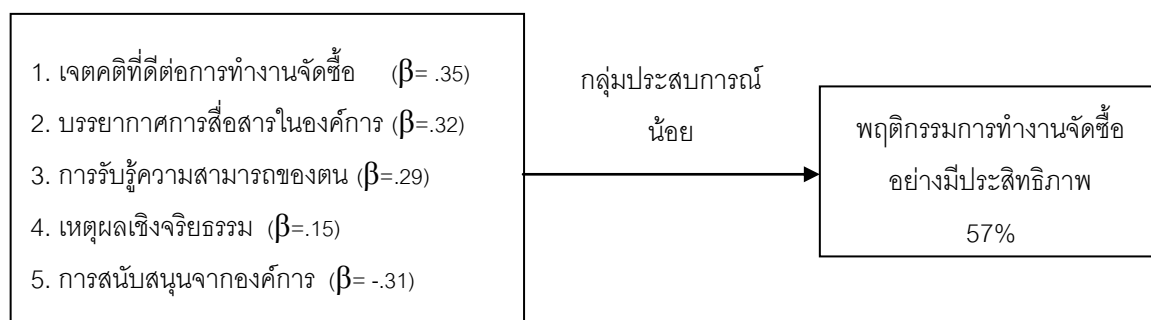 1. เจตคติที่ดีต่อการทำงานจัดซื้อ (β= .35)
2. บรรยากาศการสื่อสารในองค์การ (β=.32)
3. การรับรู้ความสามารถของตน (β=.29)
4. เหตุผลเชิงจริยธรรม (β=.15)
5. การสนับสนุนจากองค์การ (β= -.31)
กลุ่มประสบการณ์
น้อย
พฤติกรรมการทำงานจัดซื้อ
อย่างมีประสิทธิภาพ
57%